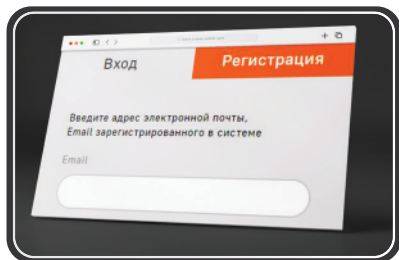 Вход
Регистрация
Введите адрес электронной почты,
Email зарегистрированного в системе
Email